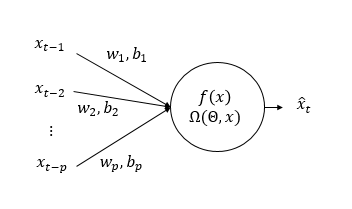 x_{t-1}
w_1, b_1
x_{t-2}
w_2, b_2
⋮
x_{t-p}
w_p, b_p
f(x)
Ω(Θ, x)
x̂_t